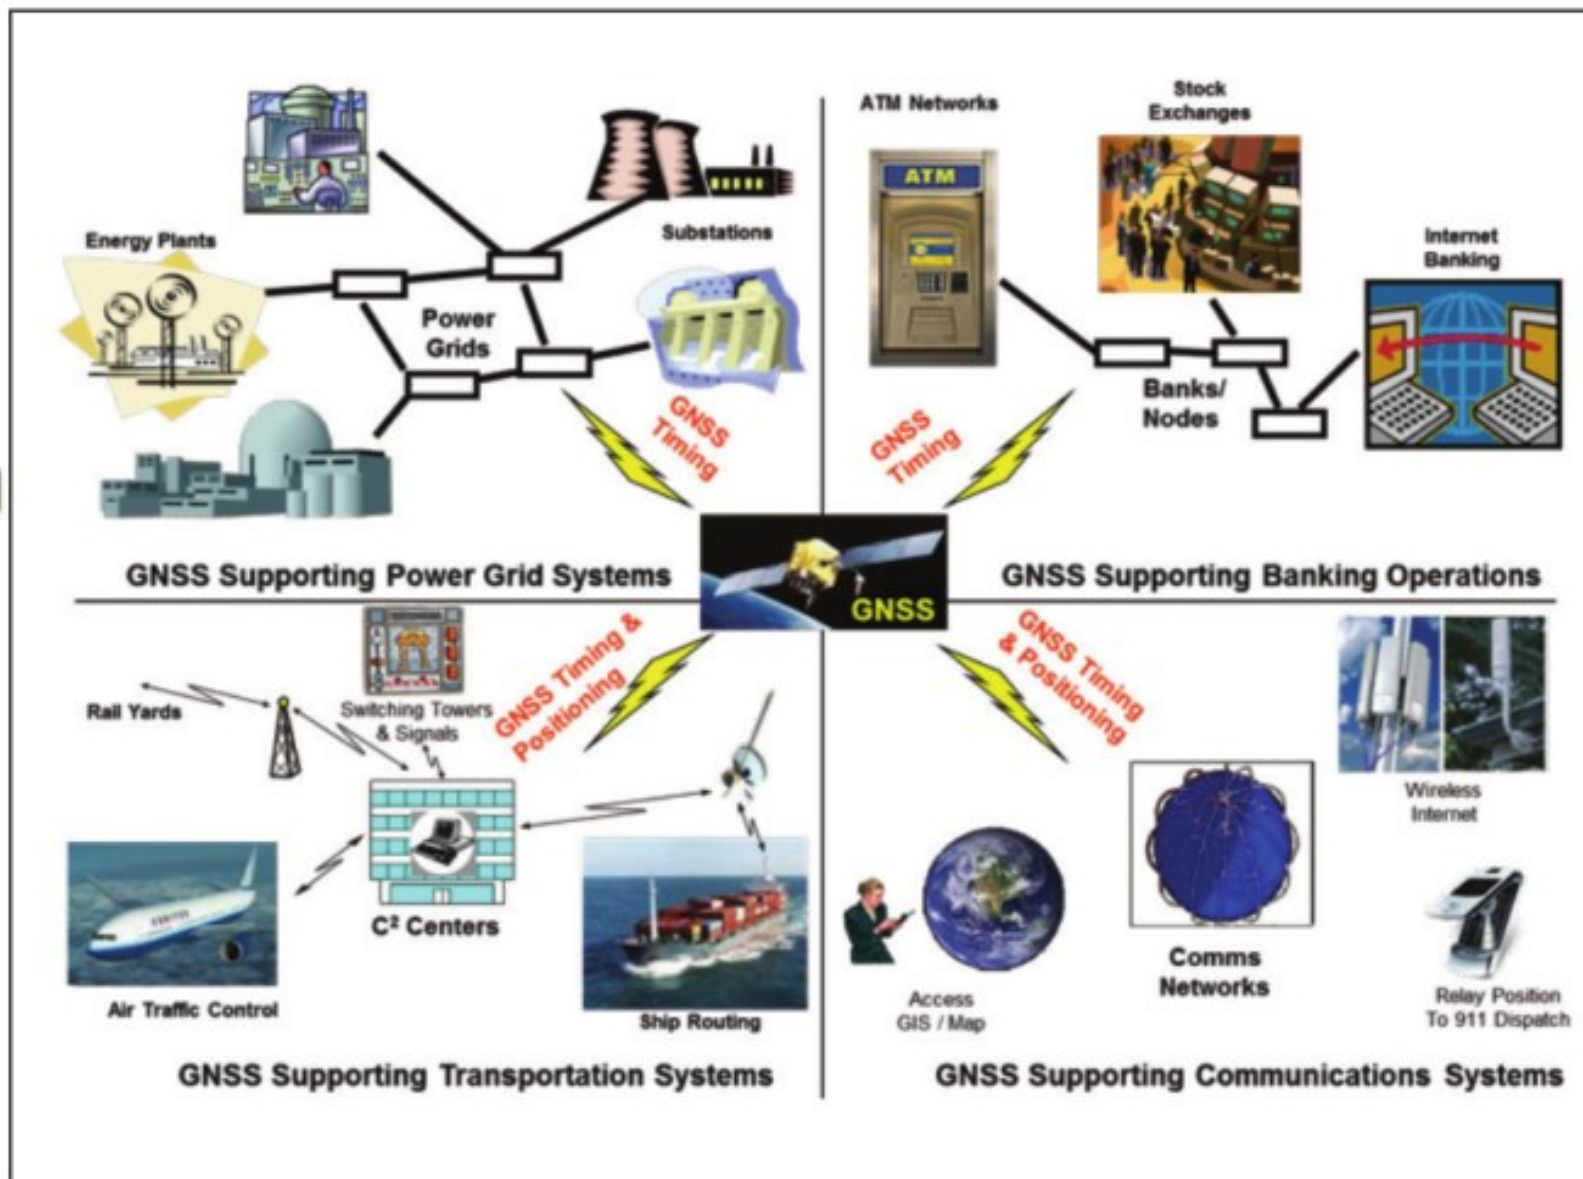 Energy Plants
Substations
Power
Grids
GNSS
Timing
GNSS Supporting Power Grid Systems
ATM Networks
Stock
Exchanges
ATM
Internet
Banking
Banks/
Nodes
GNSS
Timing
GNSS Supporting Banking Operations
GNSS
Rail Yards
Switching Towers
& Signals
GNSS Timing &
Positioning
C² Centers
Air Traffic Control
Ship Routing
GNSS Supporting Transportation Systems
GNSS Timing
& Positioning
Wireless
Internet
Access
GIS / Map
Comms
Networks
Relay Position
To 911 Dispatch
GNSS Supporting Communications Systems